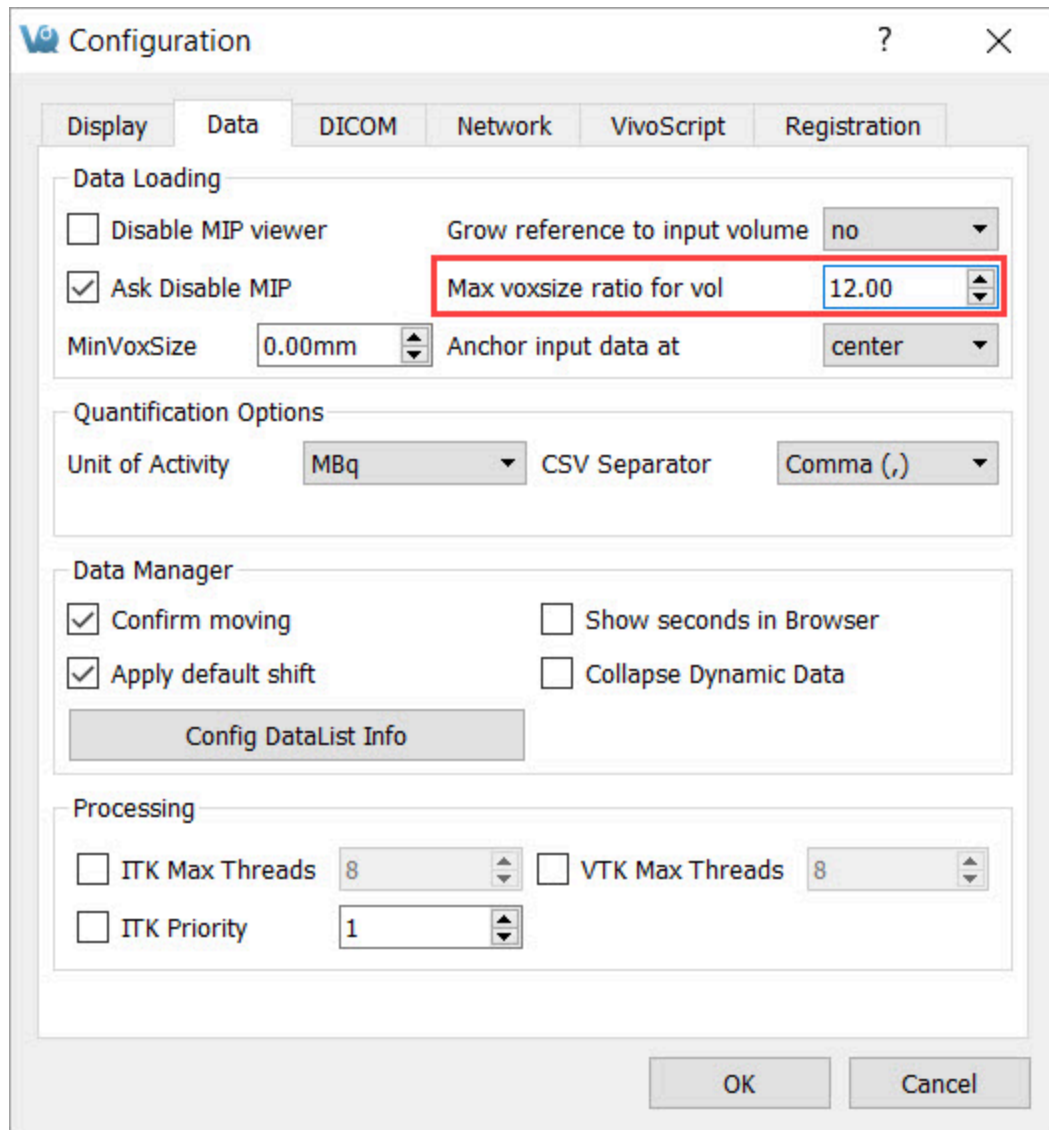 Configuration
?
Display Data DICOM Network VivoScript Registration
Data Loading
Disable MIP viewer Grow reference to input volume no
Ask Disable MIP Max voxsize ratio for vol 12.00
MinVoxSize 0.00mm Anchor input data at center
Quantification Options
Unit of Activity MBq CSV Separator Comma (,)
Data Manager
Confirm moving Show seconds in Browser
Apply default shift Collapse Dynamic Data
Config DataList Info
Processing
ITK Max Threads 8 VTK Max Threads 8
ITK Priority 1
OK Cancel